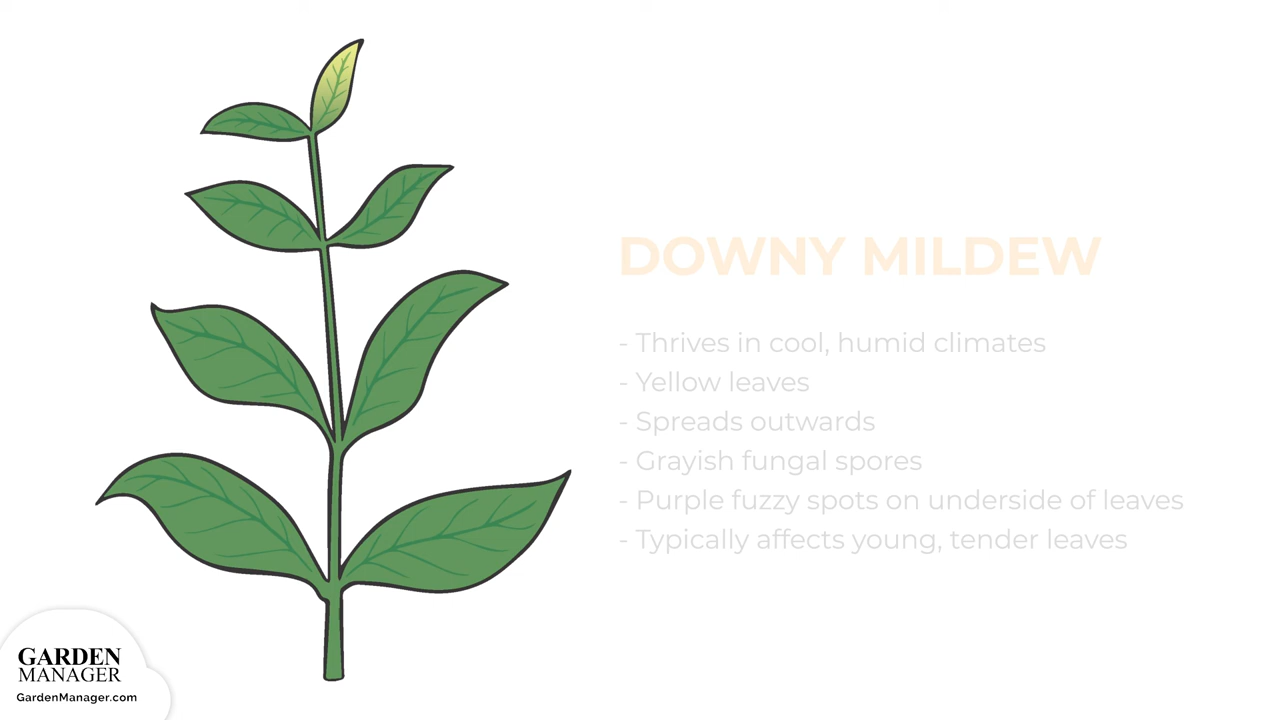 DOWNY MILDEW
- Thrives in cool, humid climates
- Yellow leaves
- Spreads outwards
- Grayish fungal spores
- Purple fuzzy spots on underside of leaves
- Typically affects young, tender leaves
GARDEN
MANAGER
GardenManager.com